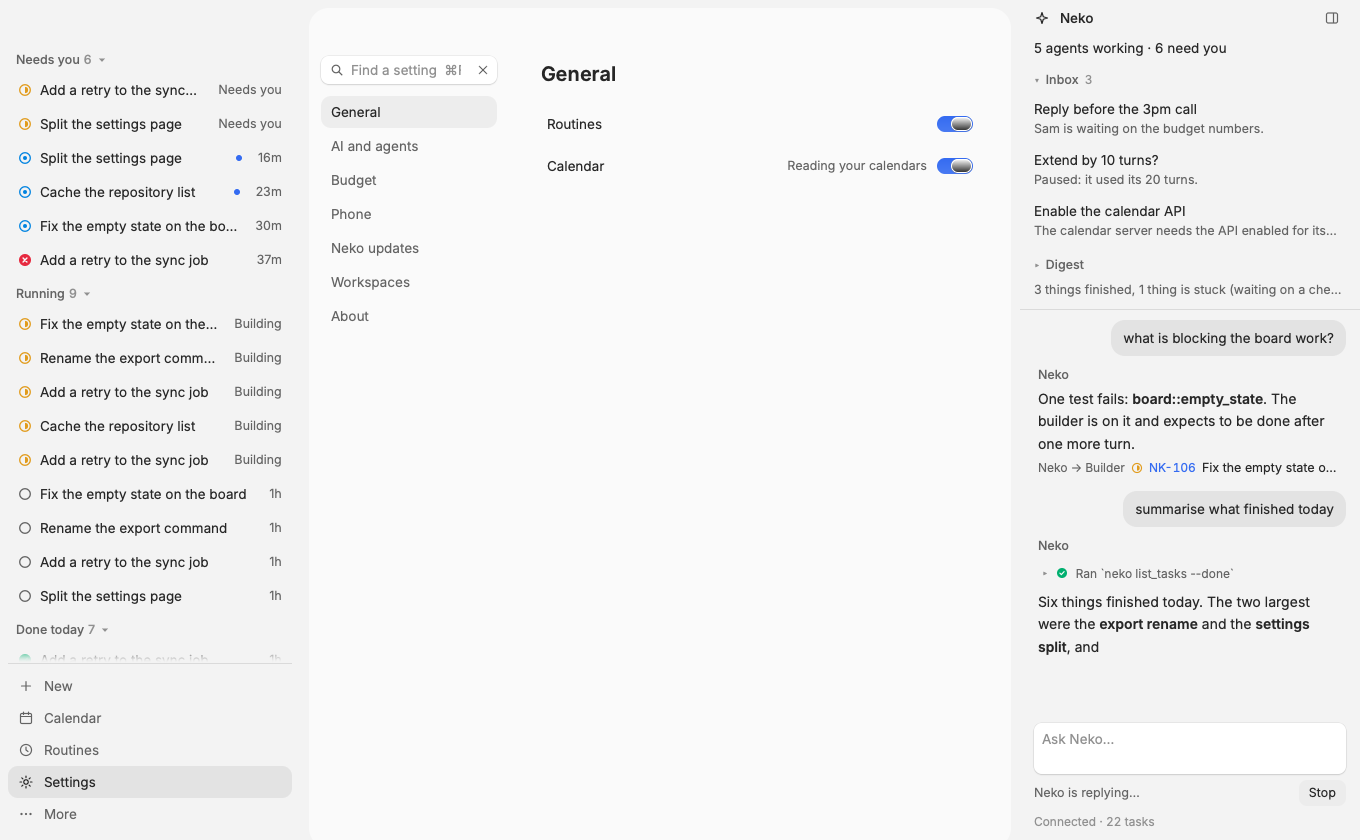 Needs you 6
Add a retry to the sync... Needs you
Split the settings page Needs you
Split the settings page 16m
Cache the repository list 23m
Fix the empty state on the bo... 30m
Add a retry to the sync job 37m
Running 9
Fix the empty state on the... Building
Rename the export comm... Building
Add a retry to the sync job Building
Cache the repository list Building
Add a retry to the sync job Building
Fix the empty state on the board 1h
Rename the export command 1h
Add a retry to the sync job 1h
Split the settings page 1h
Done today 7
Add a retry to the sync job 1h
New
Calendar
Routines
Settings
More
Find a setting ⌘F
General
AI and agents
Budget
Phone
Neko updates
Workspaces
About
General
Routines
Calendar Reading your calendars
Neko
5 agents working · 6 need you
Inbox 3
Reply before the 3pm call
Sam is waiting on the budget numbers.
Extend by 10 turns?
Paused: it used its 20 turns.
Enable the calendar API
The calendar server needs the API enabled for its...
Digest
3 things finished, 1 thing is stuck (waiting on a che...
what is blocking the board work?
Neko
One test fails: board::empty_state. The
builder is on it and expects to be done after
one more turn.
Neko → Builder NK-106 Fix the empty state o...
summarise what finished today
Neko
Ran `neko list_tasks --done`
Six things finished today. The two largest
were the export rename and the settings
split, and
Ask Neko...
Neko is replying... Stop
Connected · 22 tasks